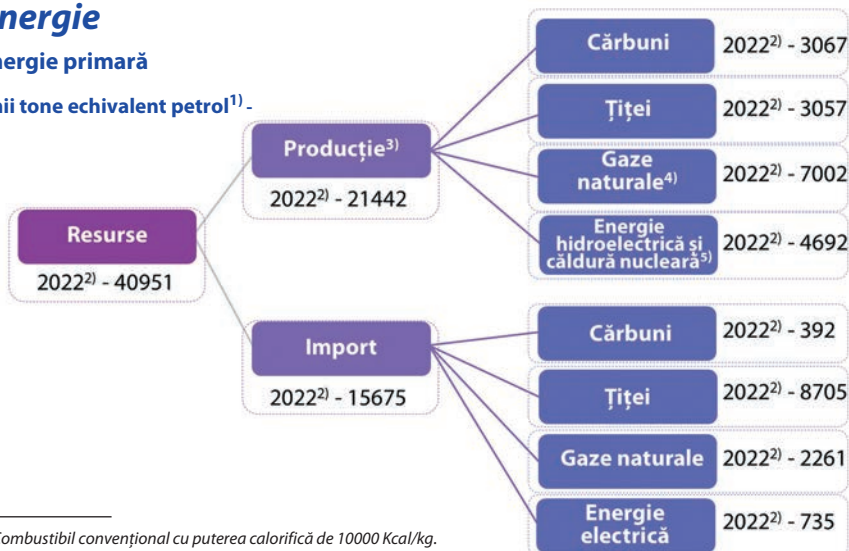 nergie
nergie primară
nii tone echivalent petrol1) -
Resurse
20222) - 40951
Producție3)
20222) - 21442
Cărbuni
20222) - 3067
Țiței
20222) - 3057
Gaze
naturale4)
20222) - 7002
Energie
hidroelectrică și
căldură nucleară5)
20222) - 4692
Import
20222) - 15675
Cărbuni
20222) - 392
Țiței
20222) - 8705
Gaze naturale
20222) - 2261
Energie
electrică
20222) - 735
Combustibil convențional cu puterea calorifică de 10000 Kcal/kg.